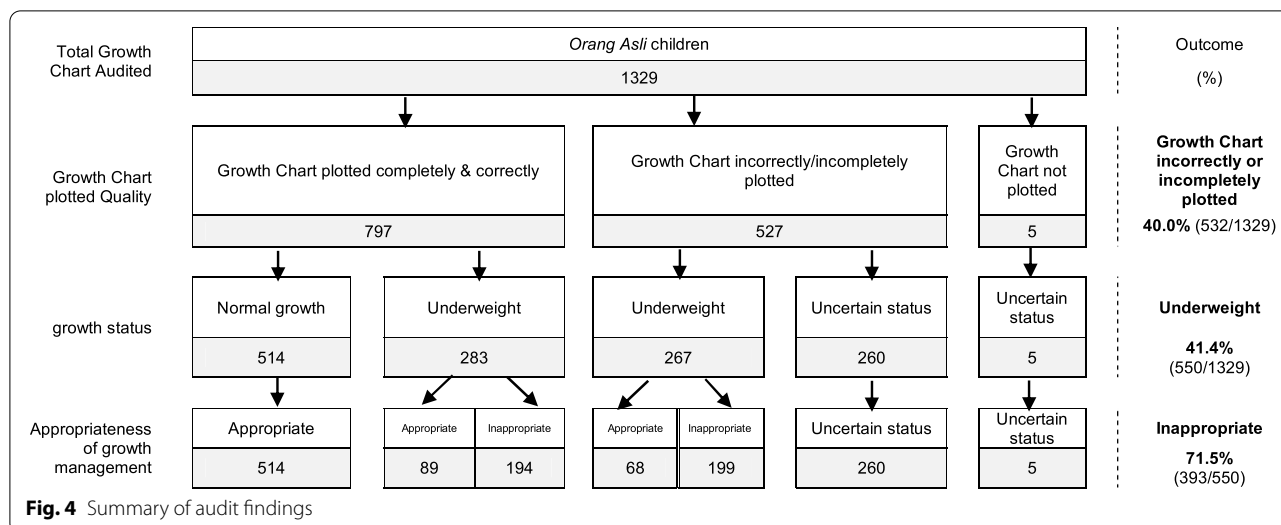 Total Growth
Chart Audited
Orang Asli children
1329
Outcome
(%)
Growth Chart
plotted Quality
Growth Chart plotted completely & correctly
797
Growth Chart incorrectly/incompletely
plotted
527
Growth
Chart not
plotted
5
Growth Chart
incorrectly or
incompletely
plotted
40.0% (532/1329)
growth status
Normal growth
514
Underweight
283
Underweight
267
Uncertain status
260
Uncertain
status
5
Underweight
41.4%
(550/1329)
Appropriateness
of growth
management
Appropriate
514
Appropriate
89
Inappropriate
194
Appropriate
68
Inappropriate
199
Uncertain status
260
Uncertain
status
5
Inappropriate
71.5%
(393/550)
Fig. 4 Summary of audit findings